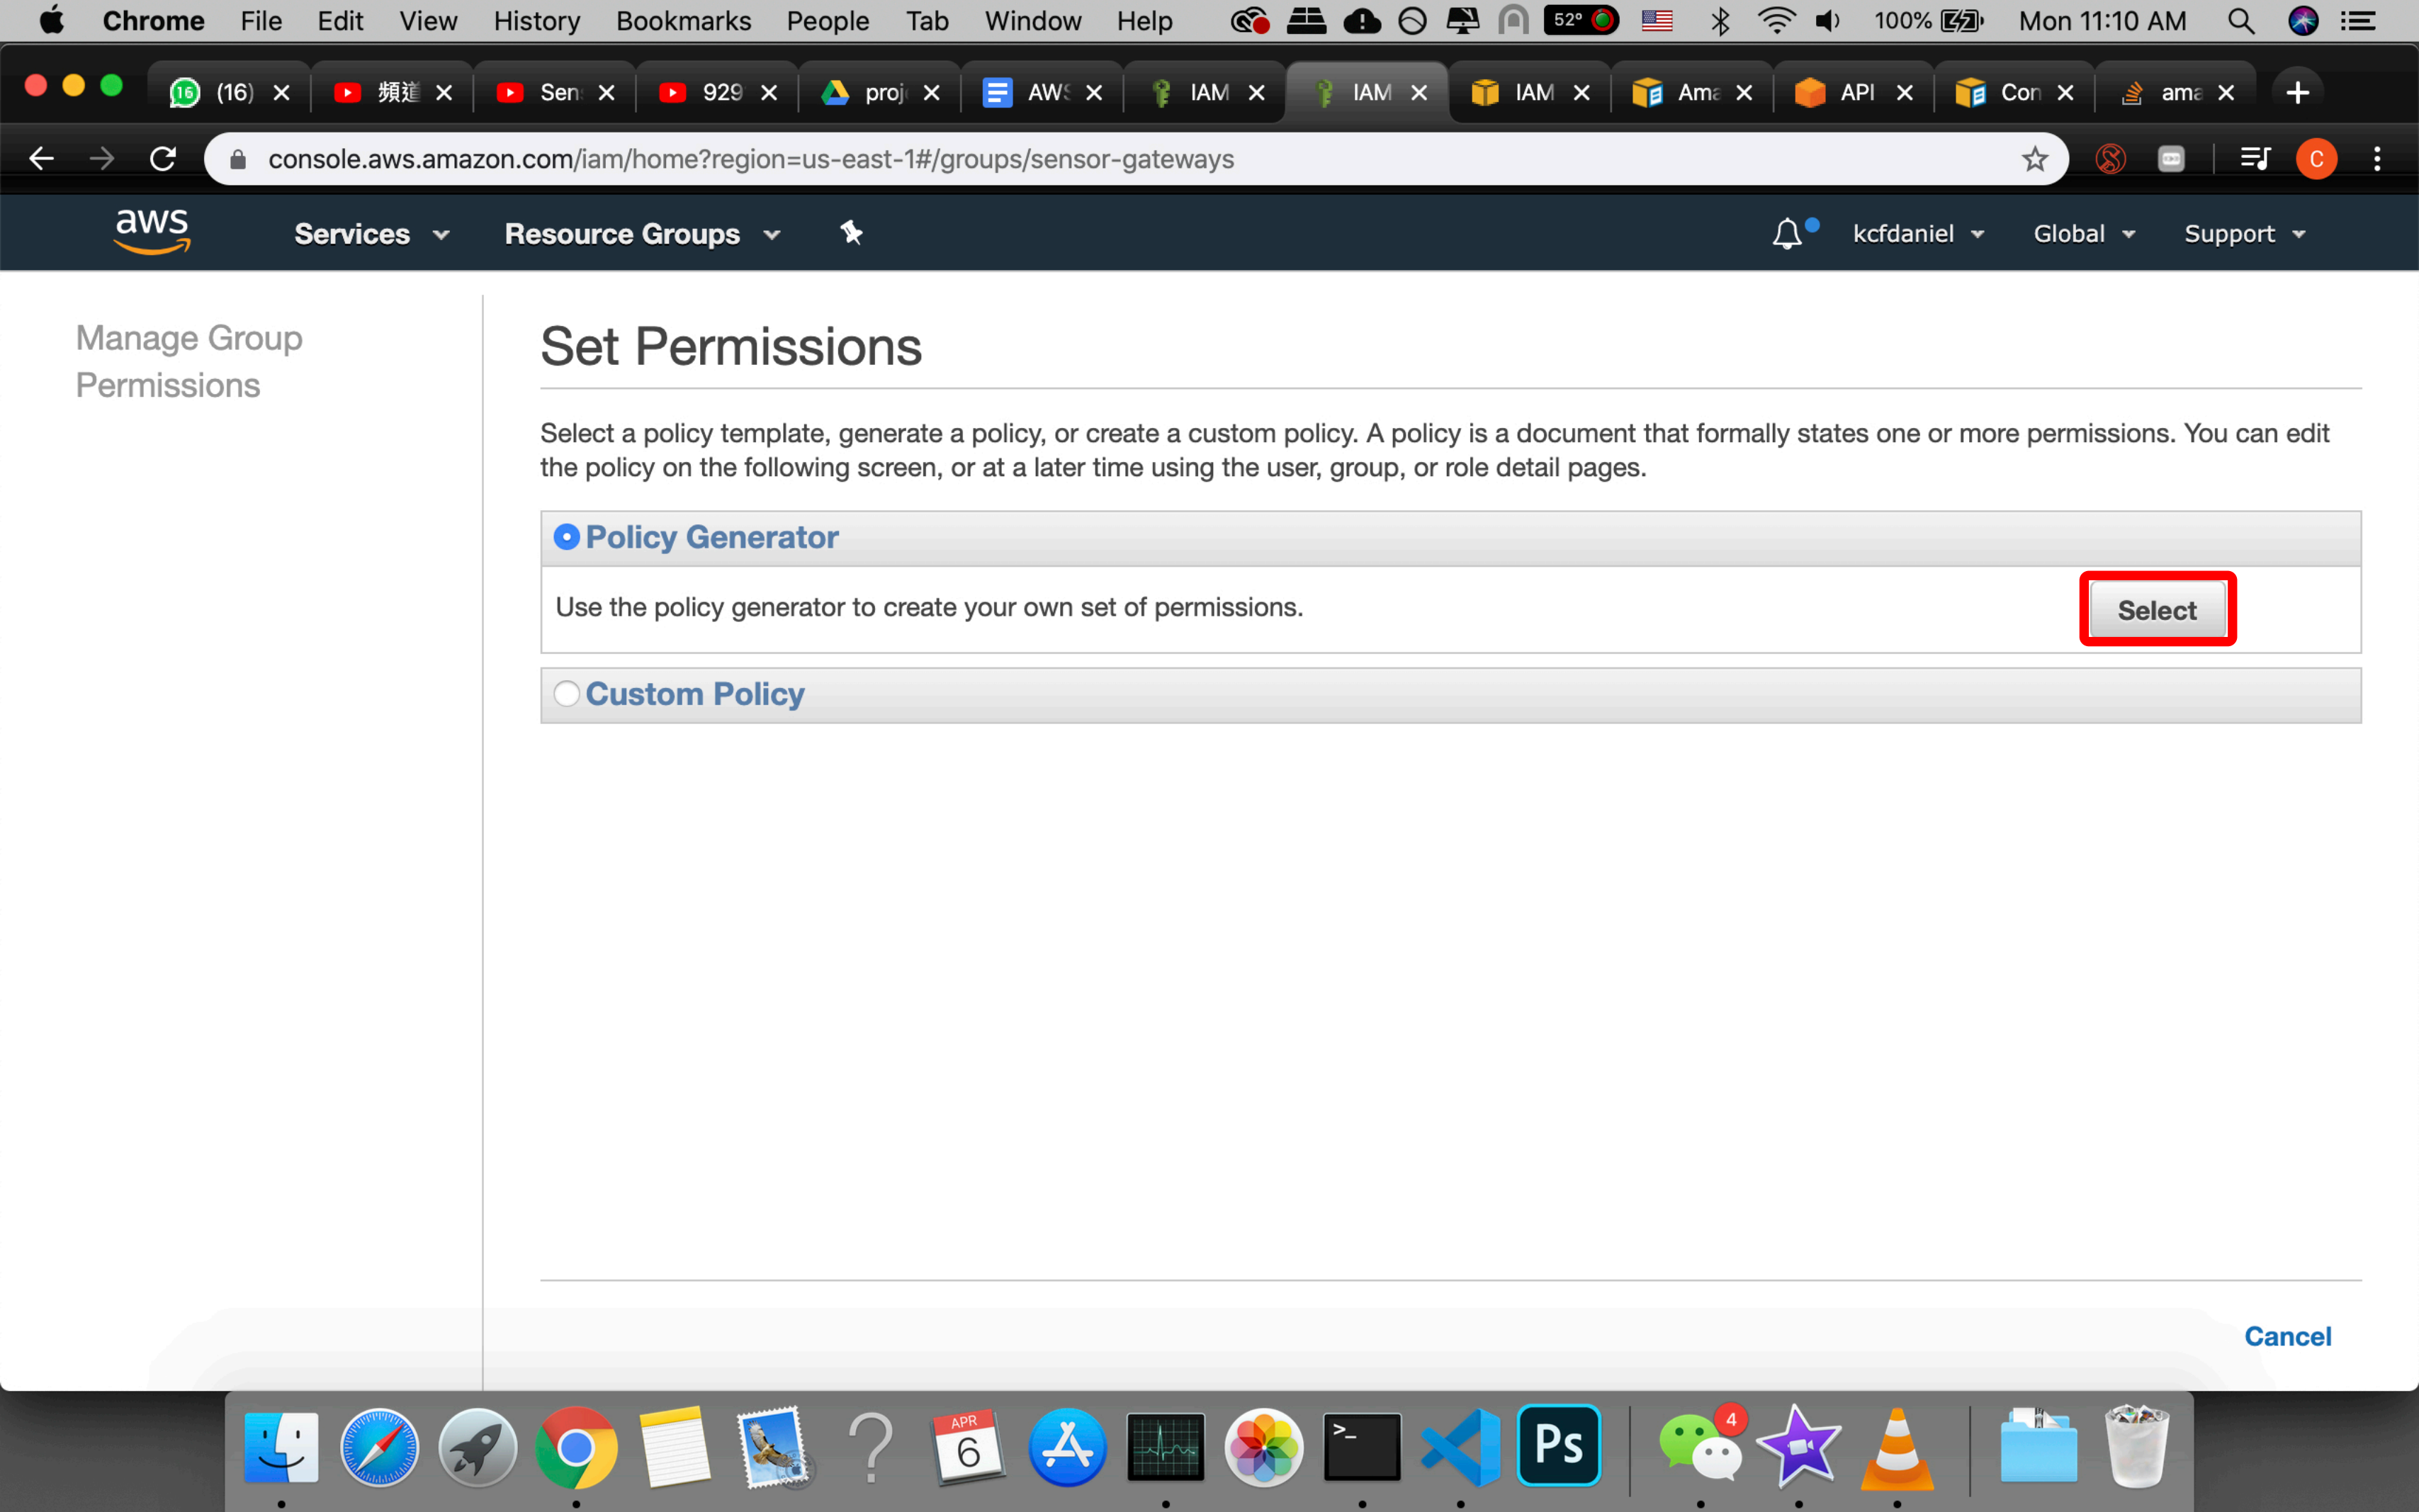 Chrome File Edit View History Bookmarks People Tab Window Help 52° 100% Mon 11:10 AM
16 (16) 頻道 Sen 929 proj AWS IAM IAM IAM Ama API Con ama
console.aws.amazon.com/iam/home?region=us-east-1#/groups/sensor-gateways C
aws Services Resource Groups kcfdaniel Global Support
Manage Group
Permissions
Set Permissions
Select a policy template, generate a policy, or create a custom policy. A policy is a document that formally states one or more permissions. You can edit
the policy on the following screen, or at a later time using the user, group, or role detail pages.
Policy Generator
Use the policy generator to create your own set of permissions.
Select
Custom Policy
Cancel
APR
6
>_
Ps
4